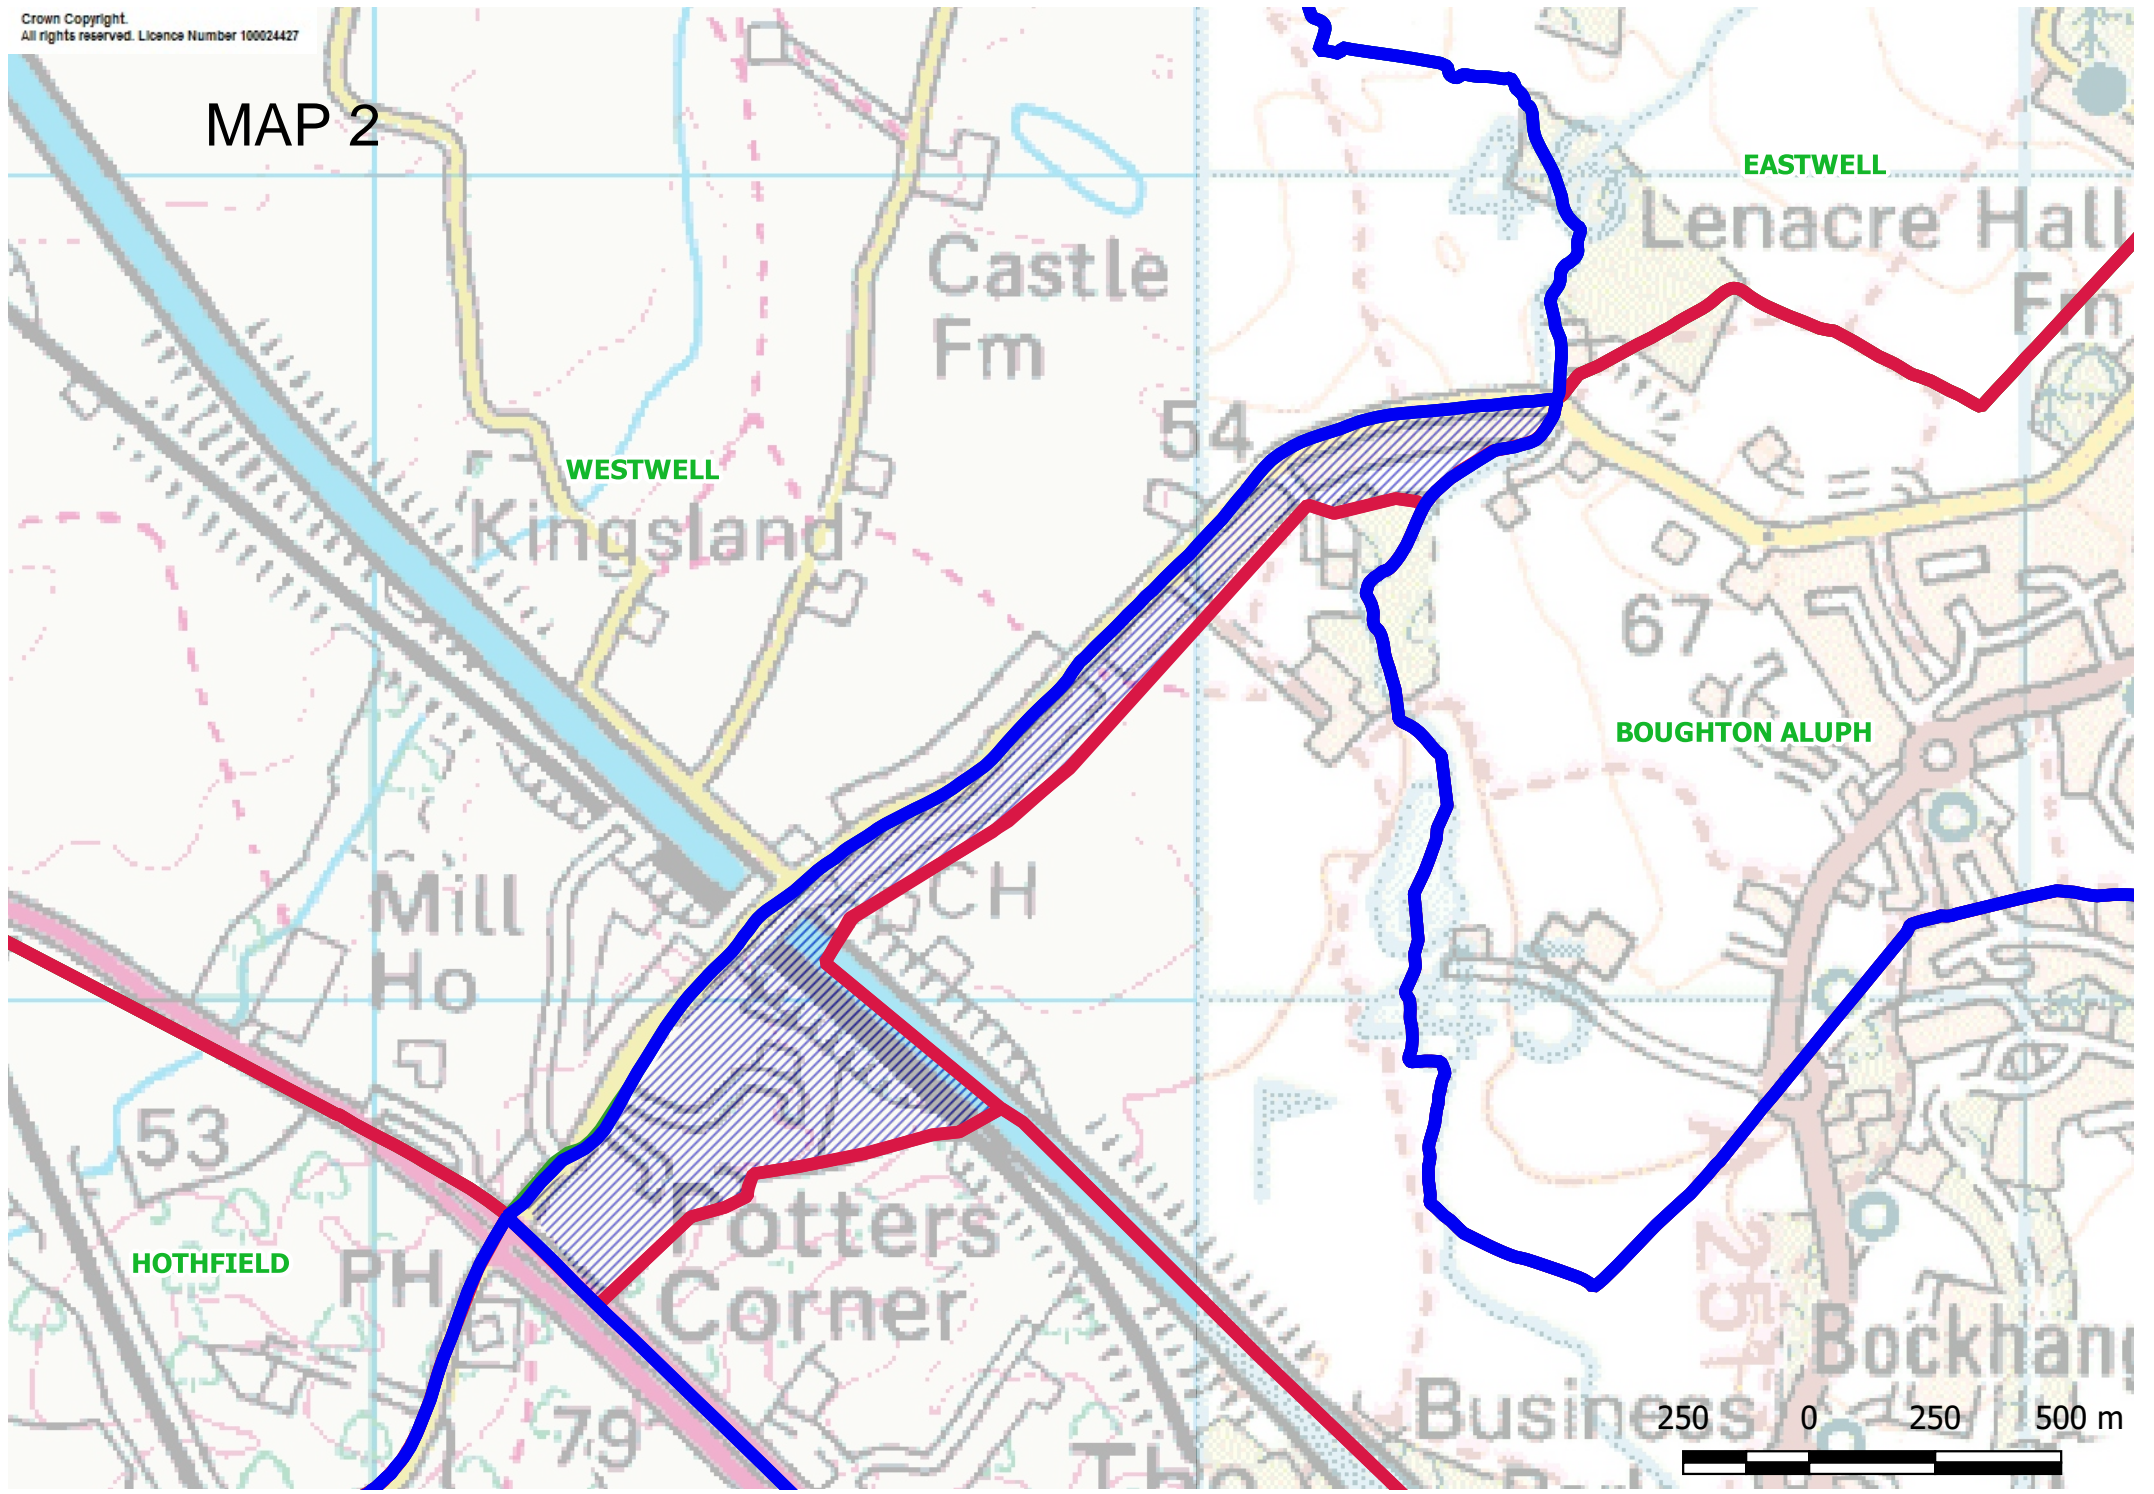 Crown Copyright.
All rights reserved. Licence Number 100024427
MAP 2
EASTWELL
Lenacre Hall
Fm
Castle
Fm
54
WESTWELL
Kingsland
67
BOUGHTON ALUPH
CH
Mill
Ho
53
HOTHFIELD
PH
Potters
Corner
79
Business
250 0 250 500 m